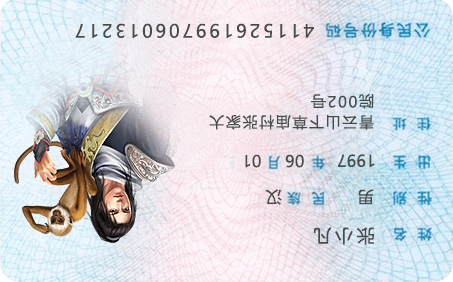 姓名 张小凡
性别 男 民族 汉
出生 1997 年 06 月 01
住址 青云山下草庙村张家大
院002号
公民身份号码 411526199706013217